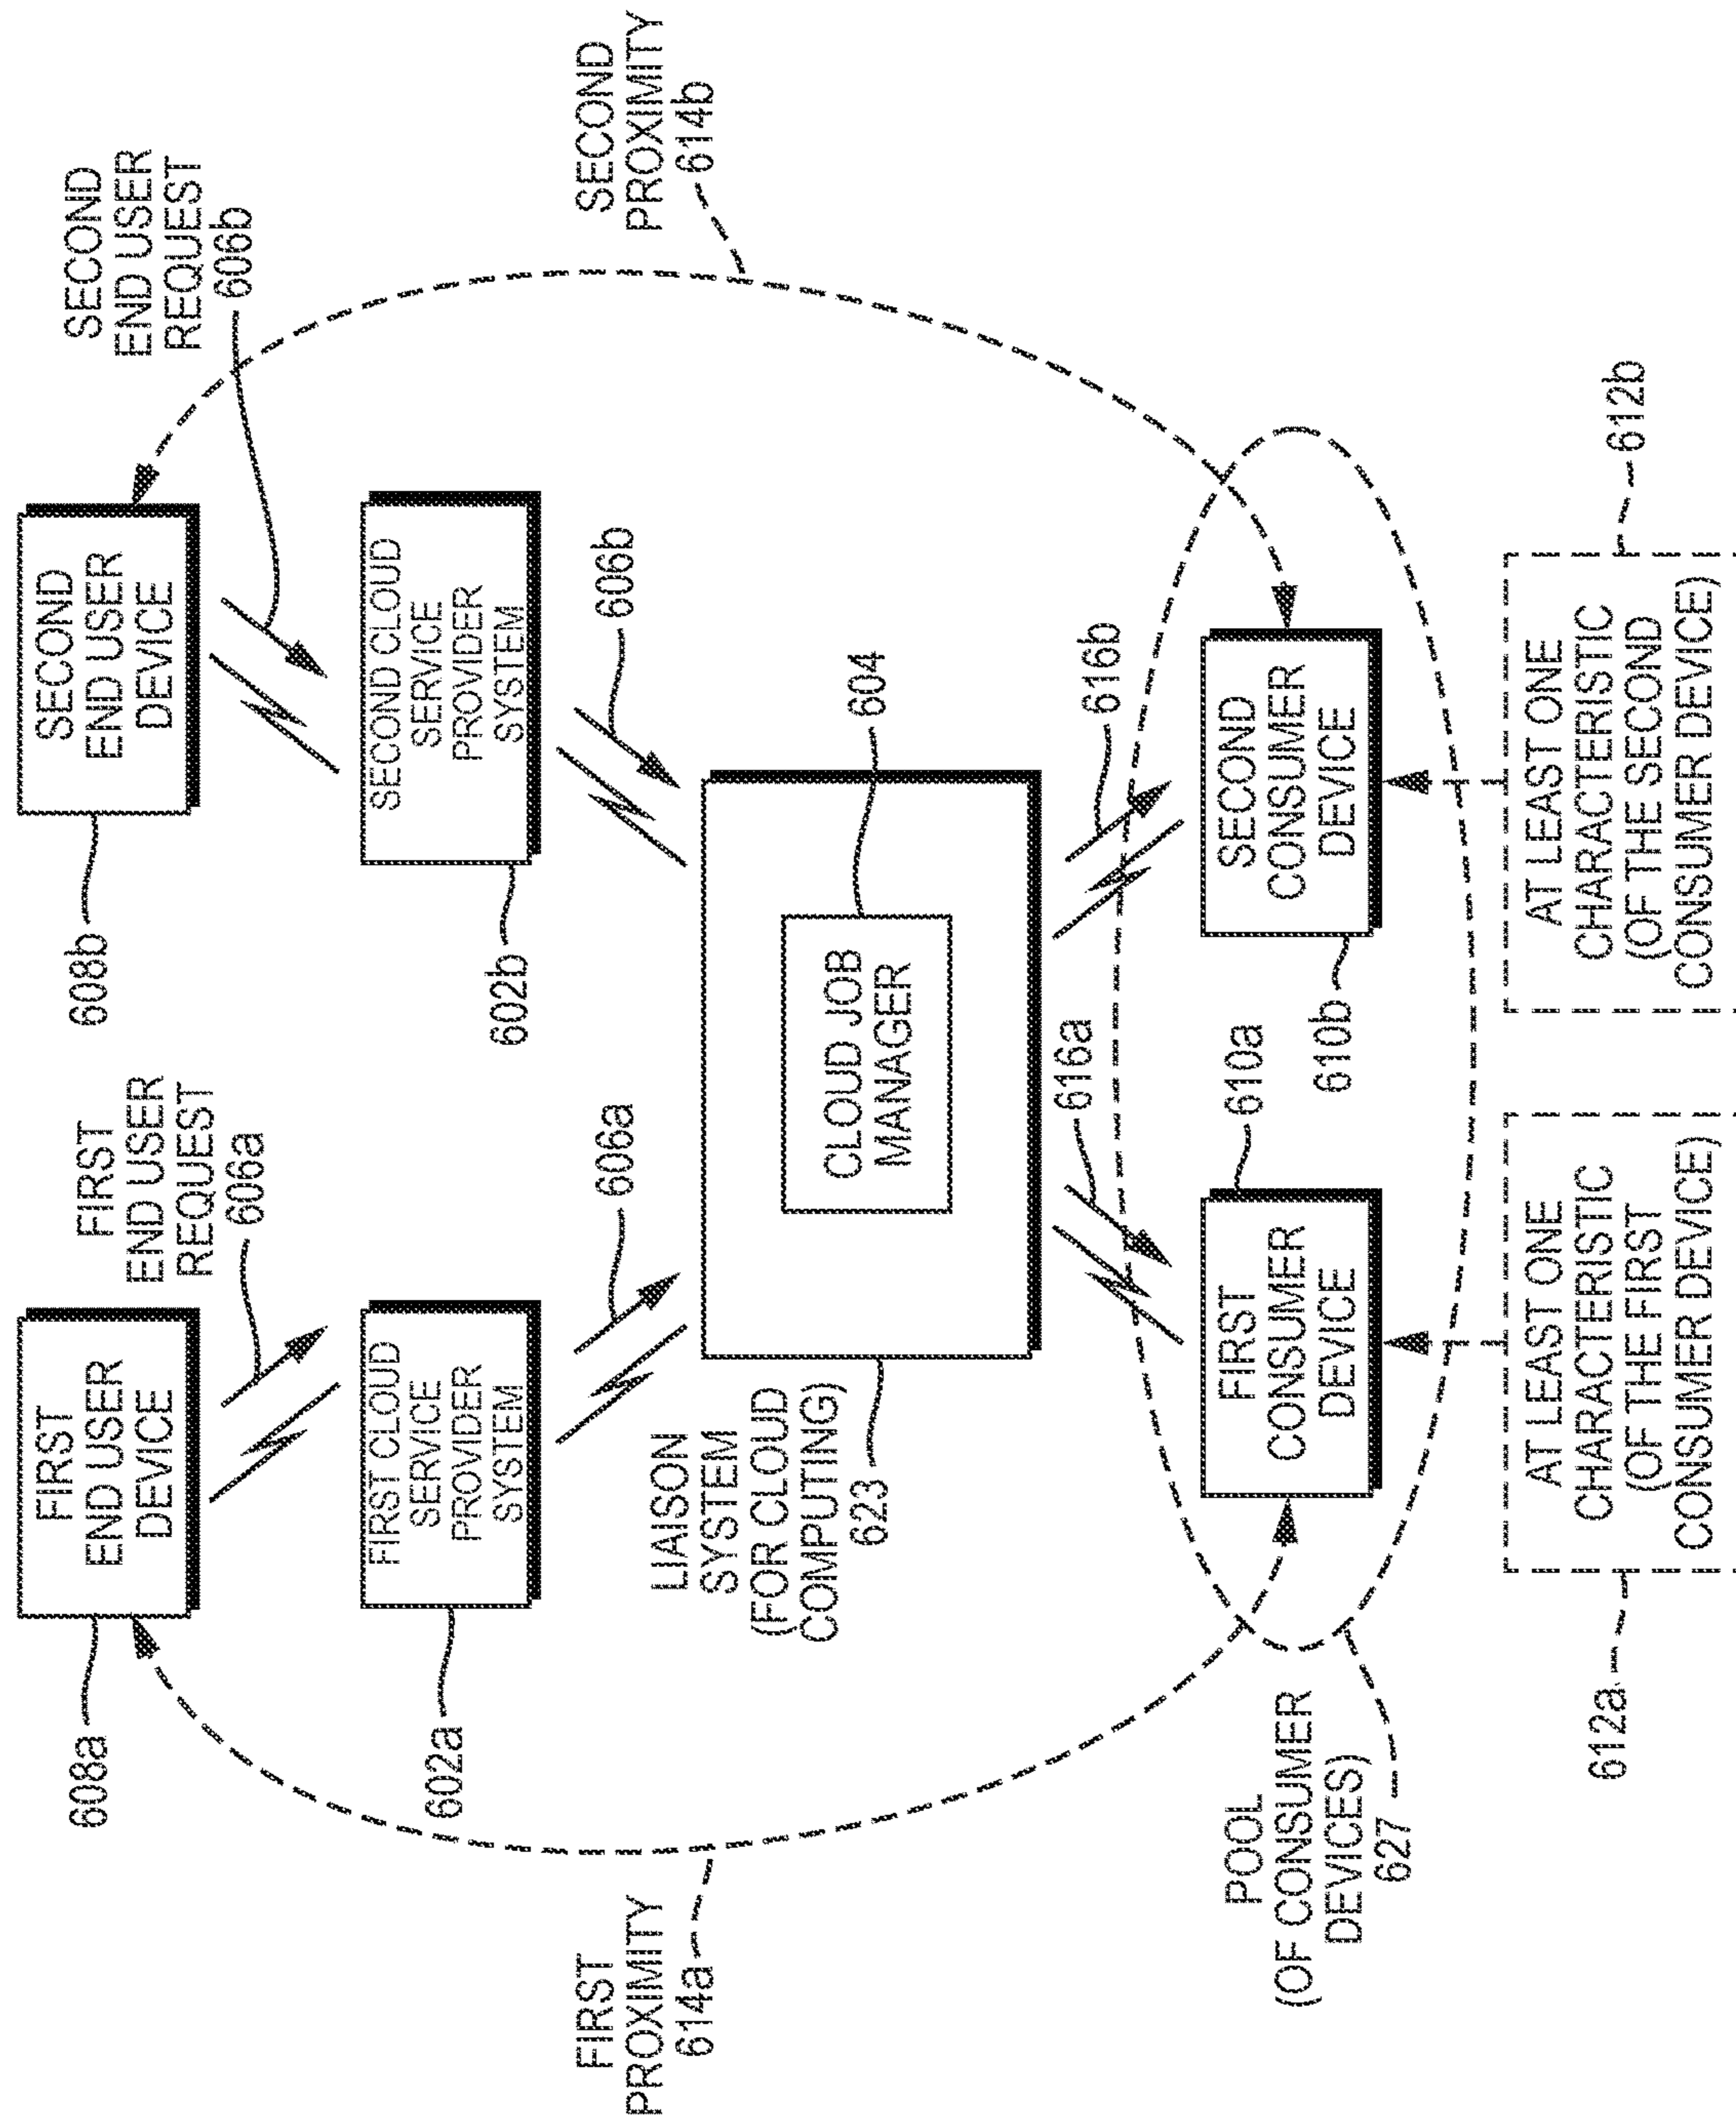 FIRST
END USER
DEVICE
608a
FIRST
END USER
REQUEST
606a
SECOND
END USER
DEVICE
608b
SECOND
END USER
REQUEST
606b
FIRST CLOUD
SERVICE
PROVIDER
SYSTEM
602a
SECOND CLOUD
SERVICE
PROVIDER
SYSTEM
602b
606a
606b
FIRST
PROXIMITY
614a
SECOND
PROXIMITY
614b
LIAISON
SYSTEM
(FOR CLOUD
COMPUTING)
623
CLOUD JOB
MANAGER
604
616a
616b
POOL
(OF CONSUMER
DEVICES)
627
FIRST
CONSUMER
DEVICE
610a
SECOND
CONSUMER
DEVICE
610b
AT LEAST ONE
CHARACTERISTIC
(OF THE FIRST
CONSUMER DEVICE)
612a
AT LEAST ONE
CHARACTERISTIC
(OF THE SECOND
CONSUMER DEVICE)
612b